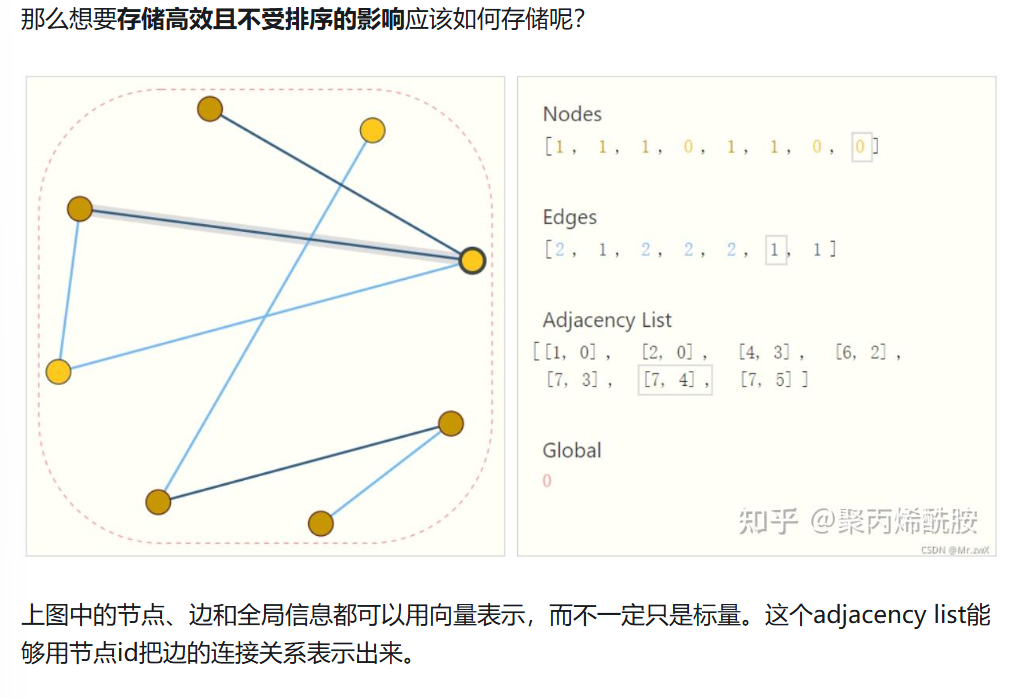 那么想要存储高效且不受排序的影响应该如何存储呢？
Nodes
[1, 1, 1, 0, 1, 1, 0, 0]
Edges
[2, 1, 2, 2, 2, 1, 1]
Adjacency List
[[1, 0], [2, 0], [4, 3], [6, 2],
[7, 3], [7, 4], [7, 5]]
Global
0
知乎 @聚丙烯酰胺
CSDN @Mr.zwX
上图中的节点、边和全局信息都可以用向量表示，而不一定只是标量。这个adjacency list能
够用节点id把边的连接关系表示出来。